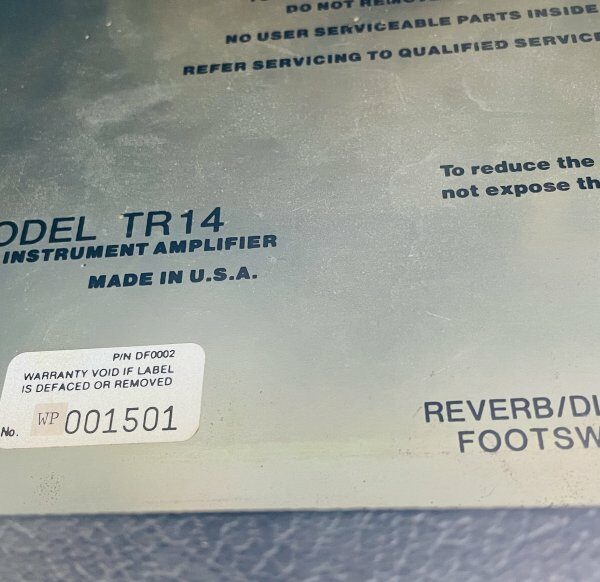 DO NOT
NO USER SERVICEABLE PARTS INSIDE
REFER SERVICING TO QUALIFIED SERVICE
To reduce the
not expose th
ODEL TR14
INSTRUMENT AMPLIFIER
MADE IN U.S.A.
P/N DF0002
WARRANTY VOID IF LABEL
IS DEFACED OR REMOVED
No. WP 001501
REVERB/DI
FOOTSW